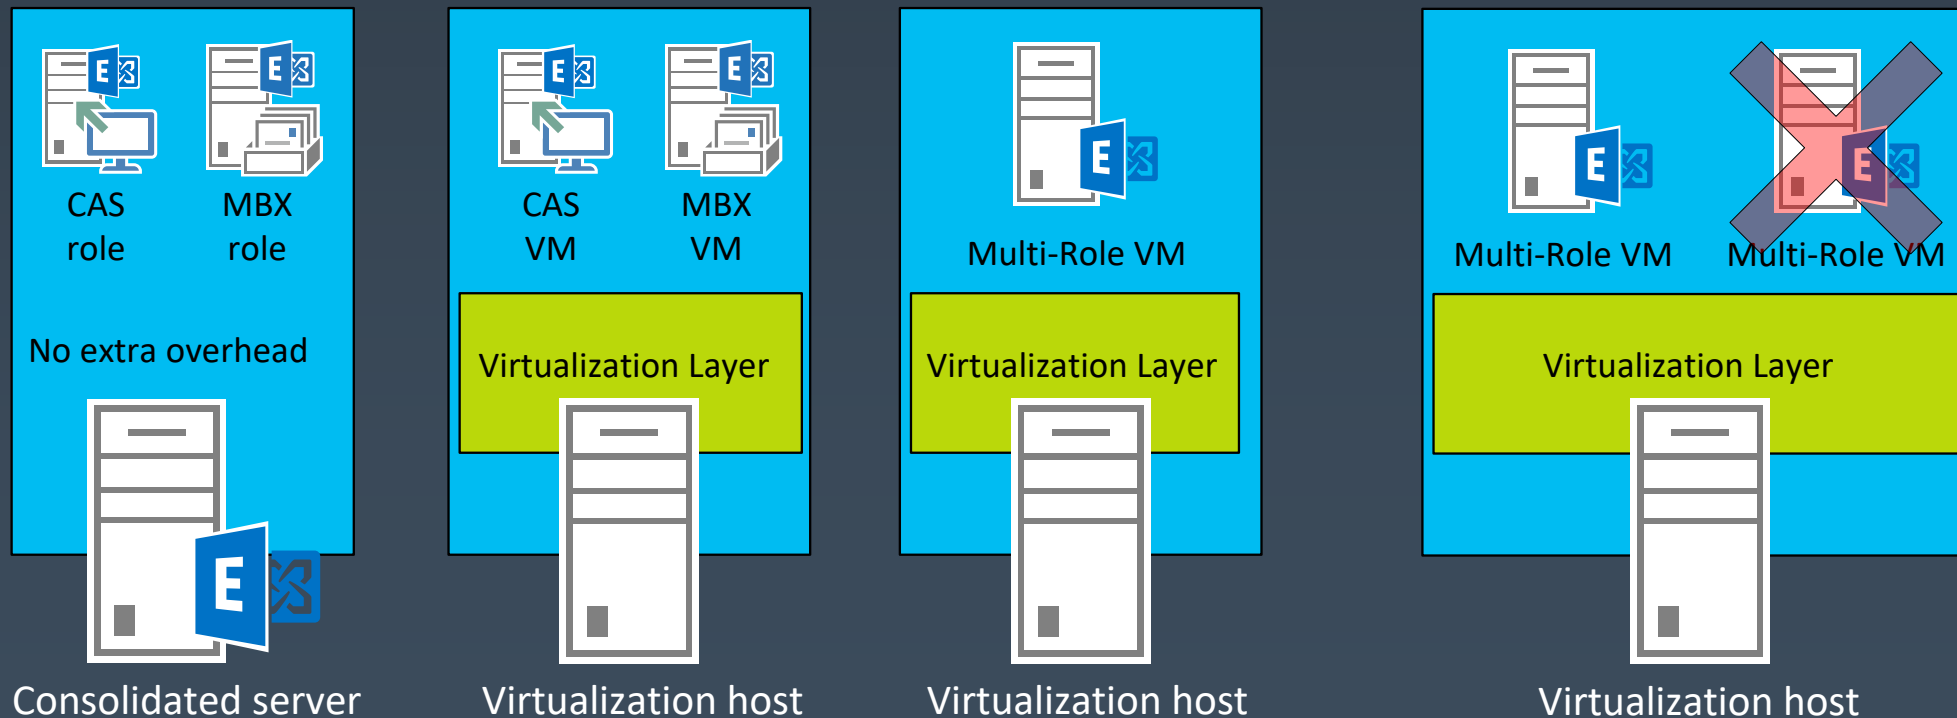 E
CAS
role
E
MBX
role
No extra overhead
E
Consolidated server
E
CAS
VM
E
MBX
VM
Virtualization Layer
Virtualization host
E
Multi-Role VM
Virtualization Layer
Virtualization host
E
Multi-Role VM
E
Multi-Role VM
Virtualization Layer
Virtualization host